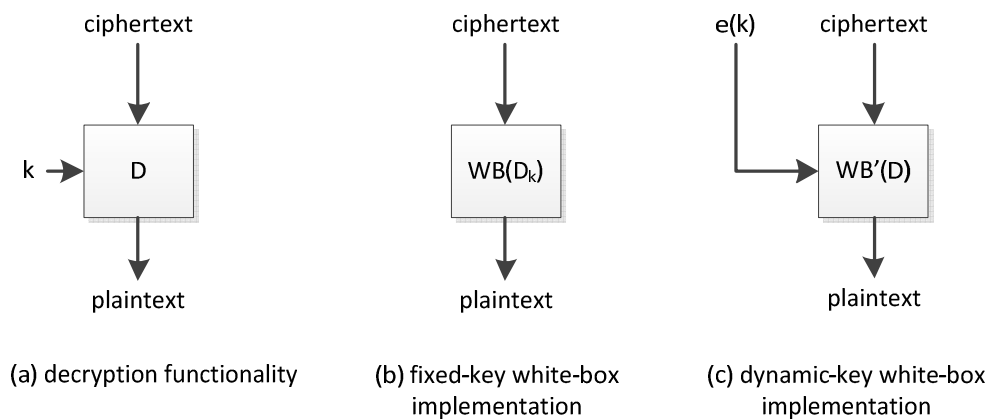 ciphertext
k
D
plaintext
(a) decryption functionality
ciphertext
WB(Dₖ)
plaintext
(b) fixed-key white-box
implementation
e(k)
ciphertext
WB’(D)
plaintext
(c) dynamic-key white-box
implementation